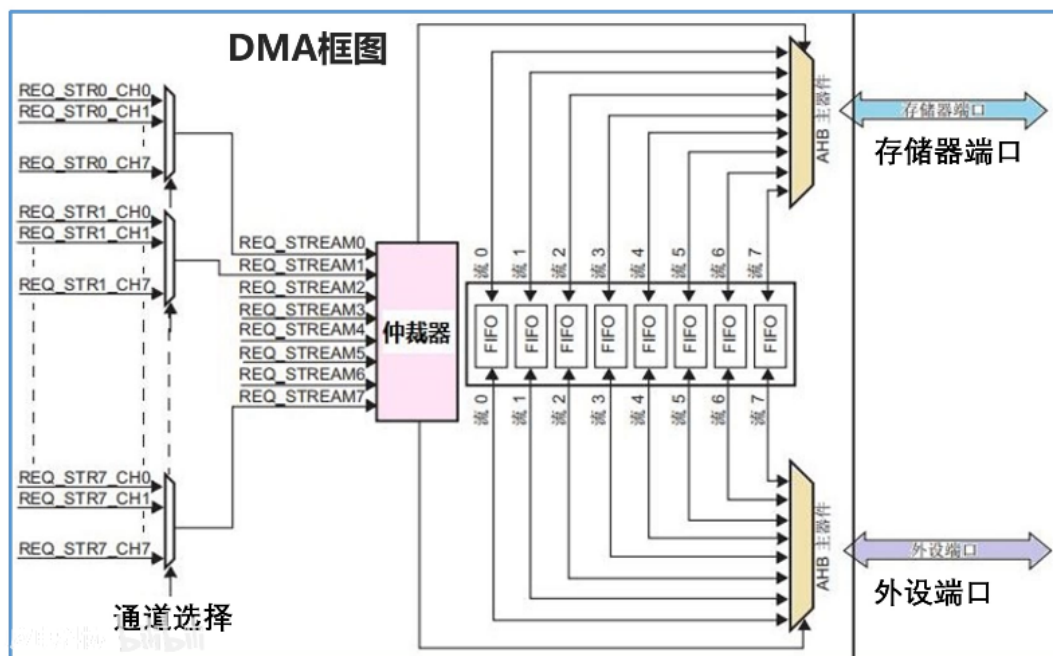 DMA框图
REQ_STR0_CH0
REQ_STR0_CH1
REQ_STR0_CH7
REQ_STR1_CH0
REQ_STR1_CH1
REQ_STR1_CH7
REQ_STR7_CH0
REQ_STR7_CH1
REQ_STR7_CH7
通道选择
REQ_STREAM0
REQ_STREAM1
REQ_STREAM2
REQ_STREAM3
REQ_STREAM4
REQ_STREAM5
REQ_STREAM6
REQ_STREAM7
仲裁器
流 0
流 1
流 2
流 3
流 4
流 5
流 6
流 7
FIFO
FIFO
FIFO
FIFO
FIFO
FIFO
FIFO
FIFO
流 0
流 1
流 2
流 3
流 4
流 5
流 6
流 7
AHB 主器件
存储器端口
存储器端口
AHB 主器件
外设端口
外设端口
bilibili